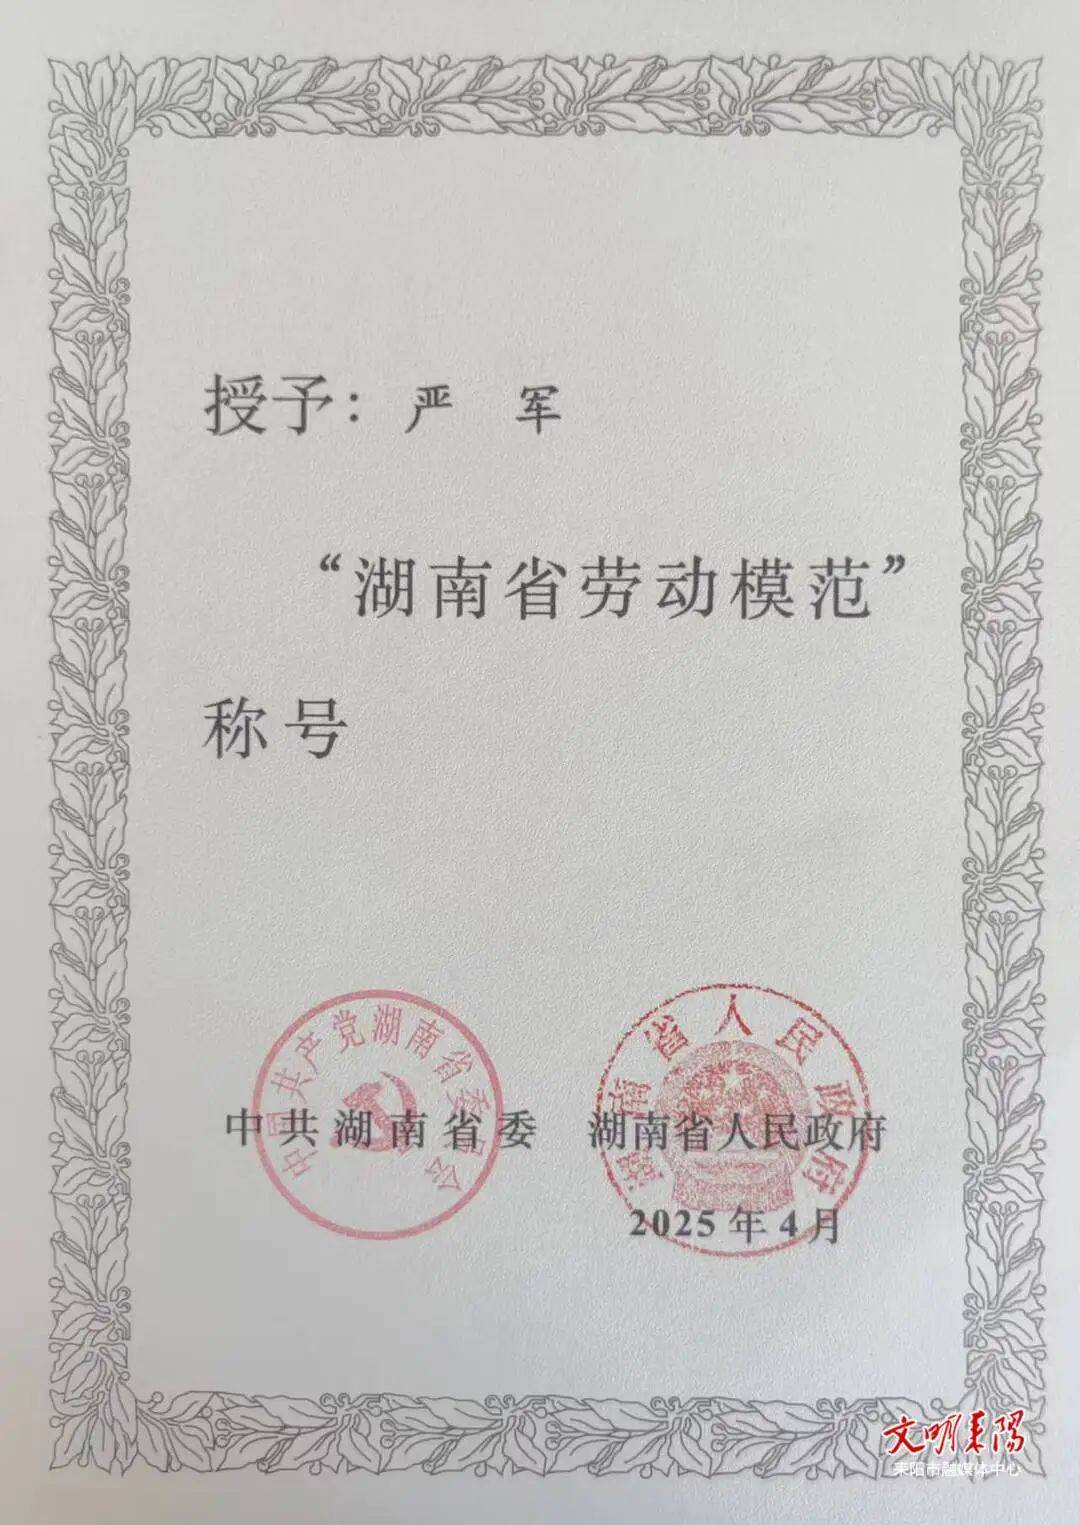 授予：严 军
“湖南省劳动模范”
称号
中国共产党湖南省委员会
湖南省人民政府
中共湖南省委 湖南省人民政府
2025年4月
文明耒阳
耒阳市融媒体中心